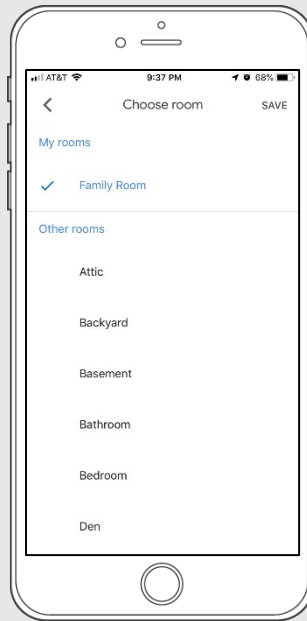 AT&T 9:37 PM 68%
Choose room SAVE
My rooms
Family Room
Other rooms
Attic
Backyard
Basement
Bathroom
Bedroom
Den